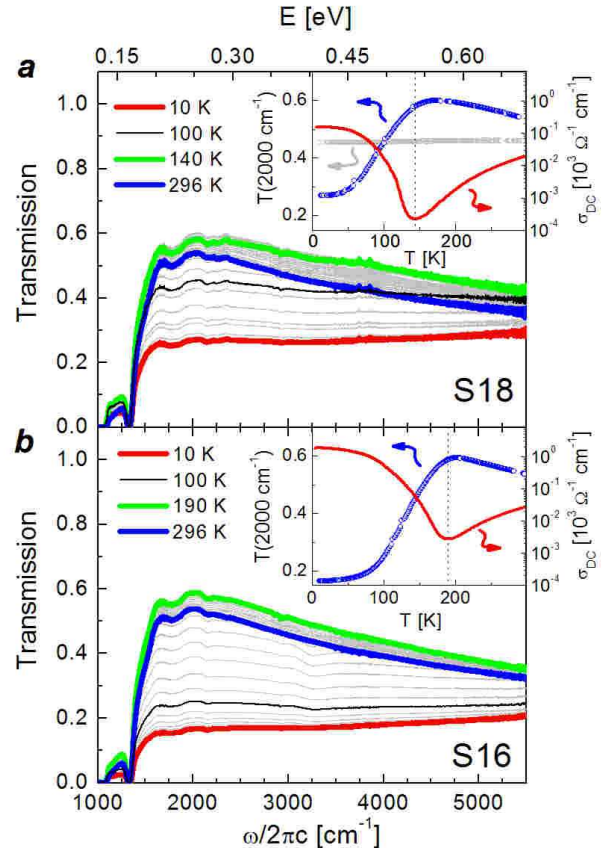 E [eV]
0.15 0.30 0.45 0.60
a
1.0
0.8
0.6
0.4
0.2
0.0
Transmission
10 K
100 K
140 K
296 K
T(2000 cm⁻¹)
0.6
0.4
0.2
0 100 200
T [K]
10⁰
10⁻¹
10⁻²
10⁻³
10⁻⁴
σDC [10³ Ω⁻¹ cm⁻¹]
S18
b
1.0
0.8
0.6
0.4
0.2
0.0
Transmission
10 K
100 K
190 K
296 K
T(2000 cm⁻¹)
0.6
0.4
0.2
0 100 200
T [K]
10⁰
10⁻¹
10⁻²
10⁻³
10⁻⁴
σDC [10³ Ω⁻¹ cm⁻¹]
S16
1000 2000 3000 4000 5000
ω/2πc [cm⁻¹]